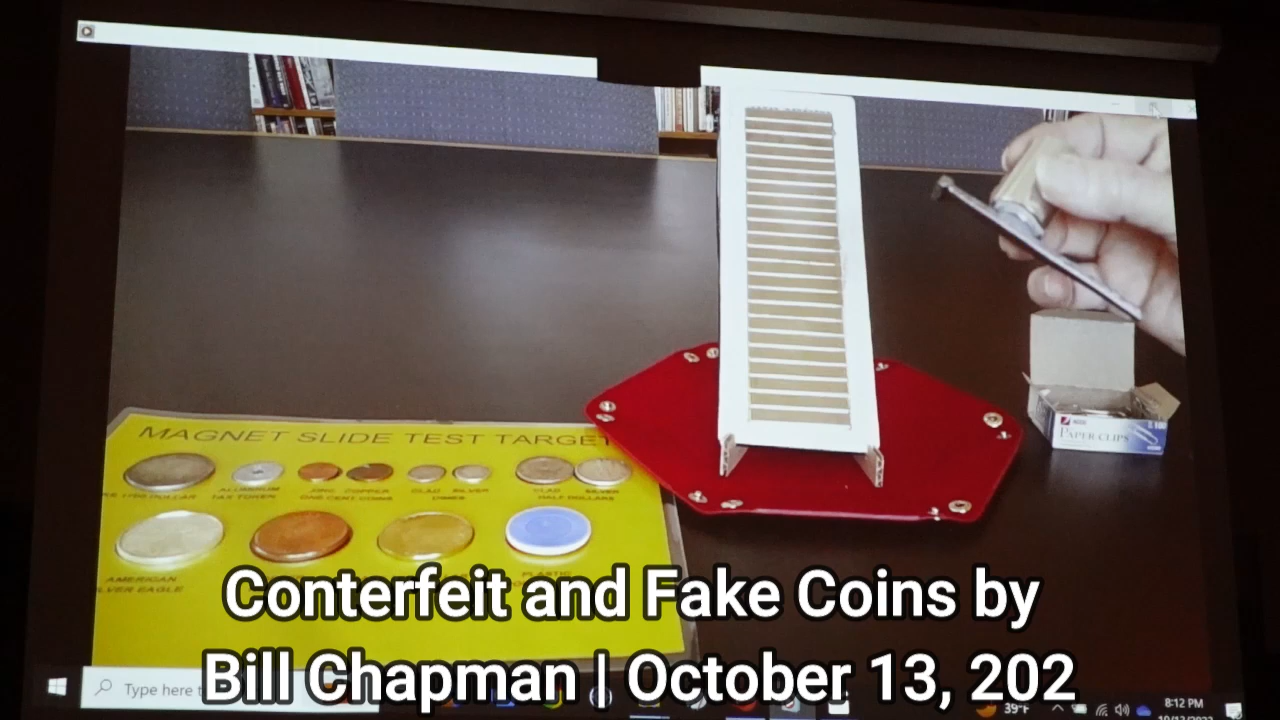 MAGNET SLIDE TEST TARGET
ALUMINUM
TAX TOKEN
ZINC COPPER
ONE CENT COINS
CLAD SILVER
DIMES
CLAD SILVER
HALF DOLLARS
AMERICAN
LVER EAGLE
PLASTIC
PAPER CLIPS
Conterfeit and Fake Coins by
Bill Chapman | October 13, 202
Type here t
39°F
8:12 PM